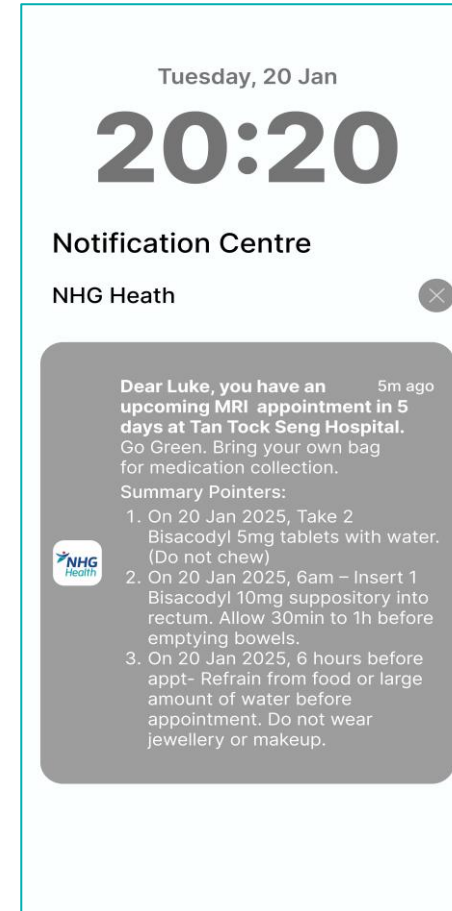 Tuesday, 20 Jan
20:20
Notification Centre
NHG Heath
Dear Luke, you have an 5m ago
upcoming MRI appointment in 5
days at Tan Tock Seng Hospital.
Go Green. Bring your own bag
for medication collection.
Summary Pointers:
1. On 20 Jan 2025, Take 2
Bisacodyl 5mg tablets with water.
(Do not chew)
NHG
Health
2. On 20 Jan 2025, 6am – Insert 1
Bisacodyl 10mg suppository into
rectum. Allow 30min to 1h before
emptying bowels.
3. On 20 Jan 2025, 6 hours before
appt- Refrain from food or large
amount of water before
appointment. Do not wear
jewellery or makeup.